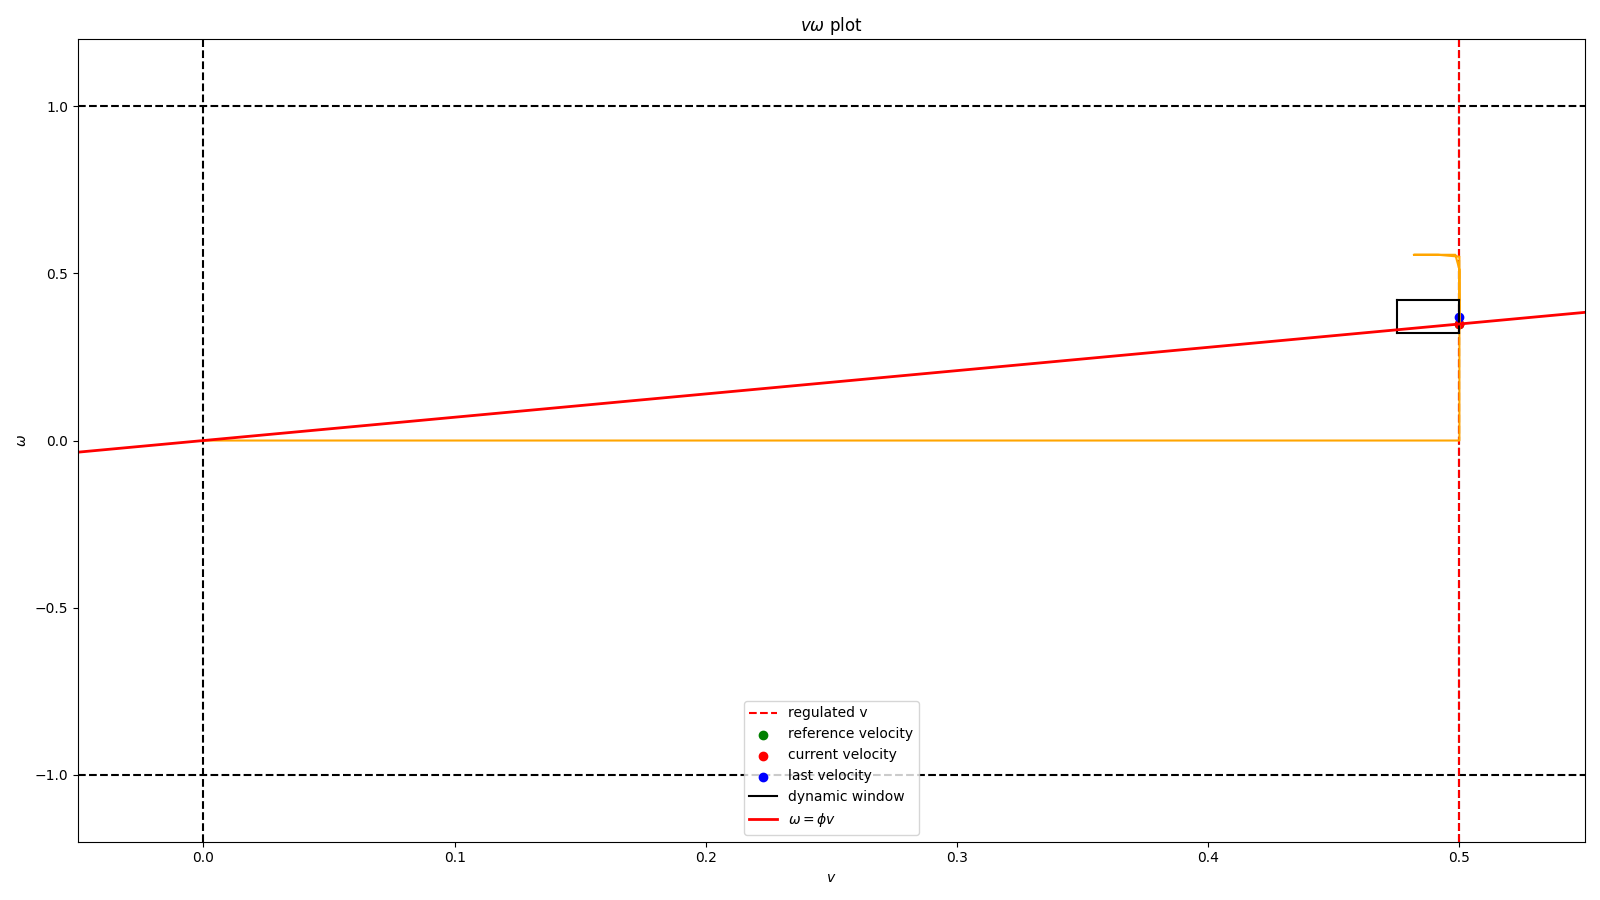 vω plot
1.0
0.5
0.0
−0.5
−1.0
ω
0.0 0.1 0.2 0.3 0.4 0.5
v
regulated v
reference velocity
current velocity
last velocity
dynamic window
ω = ϕv